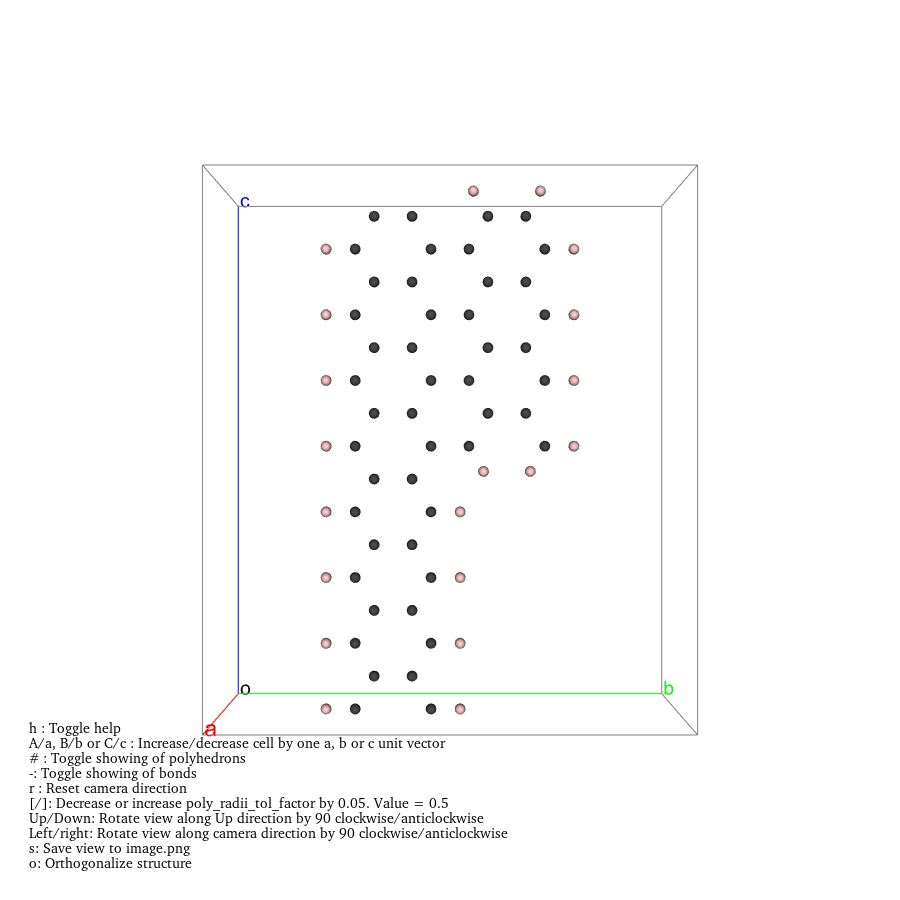 c
o
b
a
h : Toggle help
A/a, B/b or C/c : Increase/decrease cell by one a, b or c unit vector
# : Toggle showing of polyhedrons
-: Toggle showing of bonds
r : Reset camera direction
[/]: Decrease or increase poly_radii_tol_factor by 0.05. Value = 0.5
Up/Down: Rotate view along Up direction by 90 clockwise/anticlockwise
Left/right: Rotate view along camera direction by 90 clockwise/anticlockwise
s: Save view to image.png
o: Orthogonalize structure